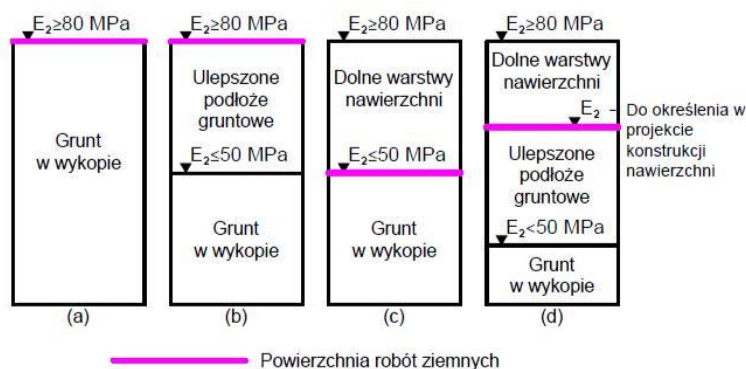 E₂≥80 MPa
Grunt
w wykopie
(a)
E₂≥80 MPa
Ulepszone
podłoże
gruntowe
E₂≤50 MPa
Grunt
w wykopie
(b)
E₂≥80 MPa
Dolne warstwy
nawierzchni
E₂≤50 MPa
Grunt
w wykopie
(c)
E₂≥80 MPa
Dolne warstwy
nawierzchni
E₂ – Do określenia w
projekcie
konstrukcji
nawierzchni
Ulepszone
podłoże
gruntowe
E₂<50 MPa
Grunt
w wykopie
(d)
Powierzchnia robót ziemnych